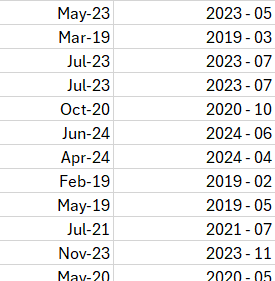 May-23 2023 - 05
Mar-19 2019 - 03
Jul-23 2023 - 07
Jul-23 2023 - 07
Oct-20 2020 - 10
Jun-24 2024 - 06
Apr-24 2024 - 04
Feb-19 2019 - 02
May-19 2019 - 05
Jul-21 2021 - 07
Nov-23 2023 - 11
May-20 2020 - 05